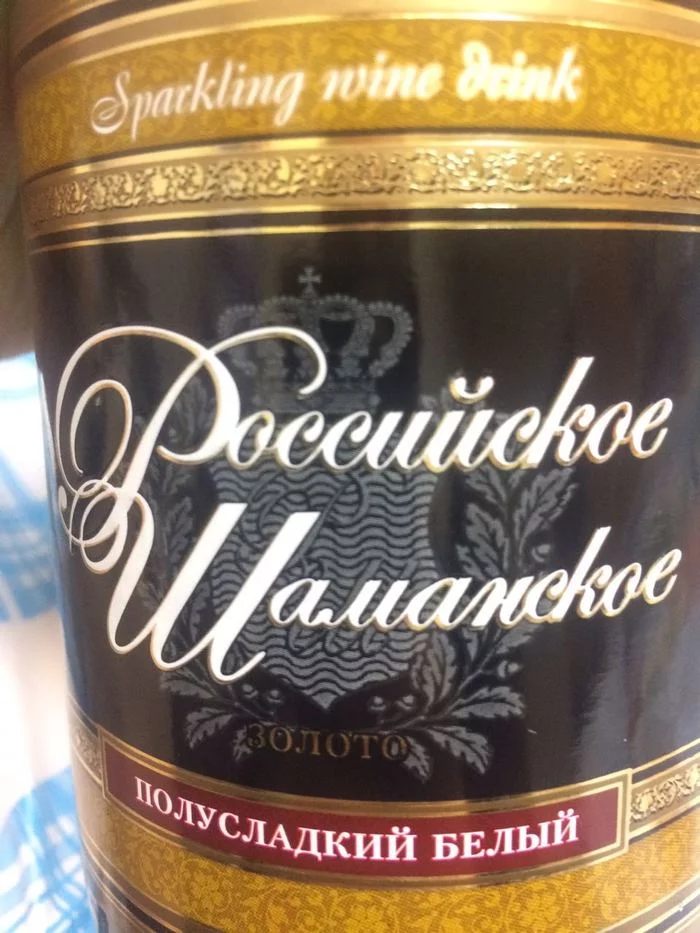 Sparkling wine drink
Российское
Шаманское
ЗОЛОТО
ПОЛУСЛАДКИЙ БЕЛЫЙ